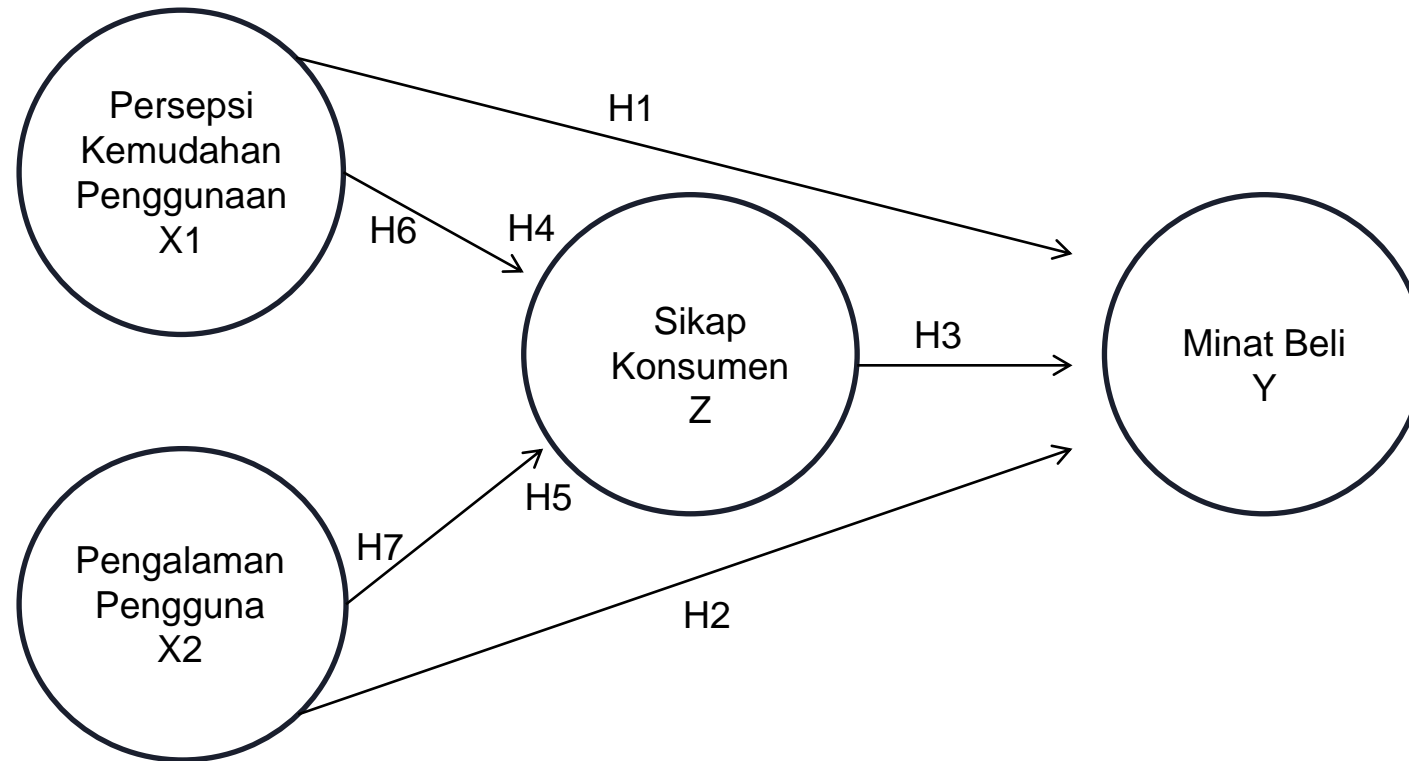 Persepsi
Kemudahan
Penggunaan
X1
H1
H6
H4
Sikap
Konsumen
Z
H3
Minat Beli
Y
H5
H7
Pengalaman
Pengguna
X2
H2